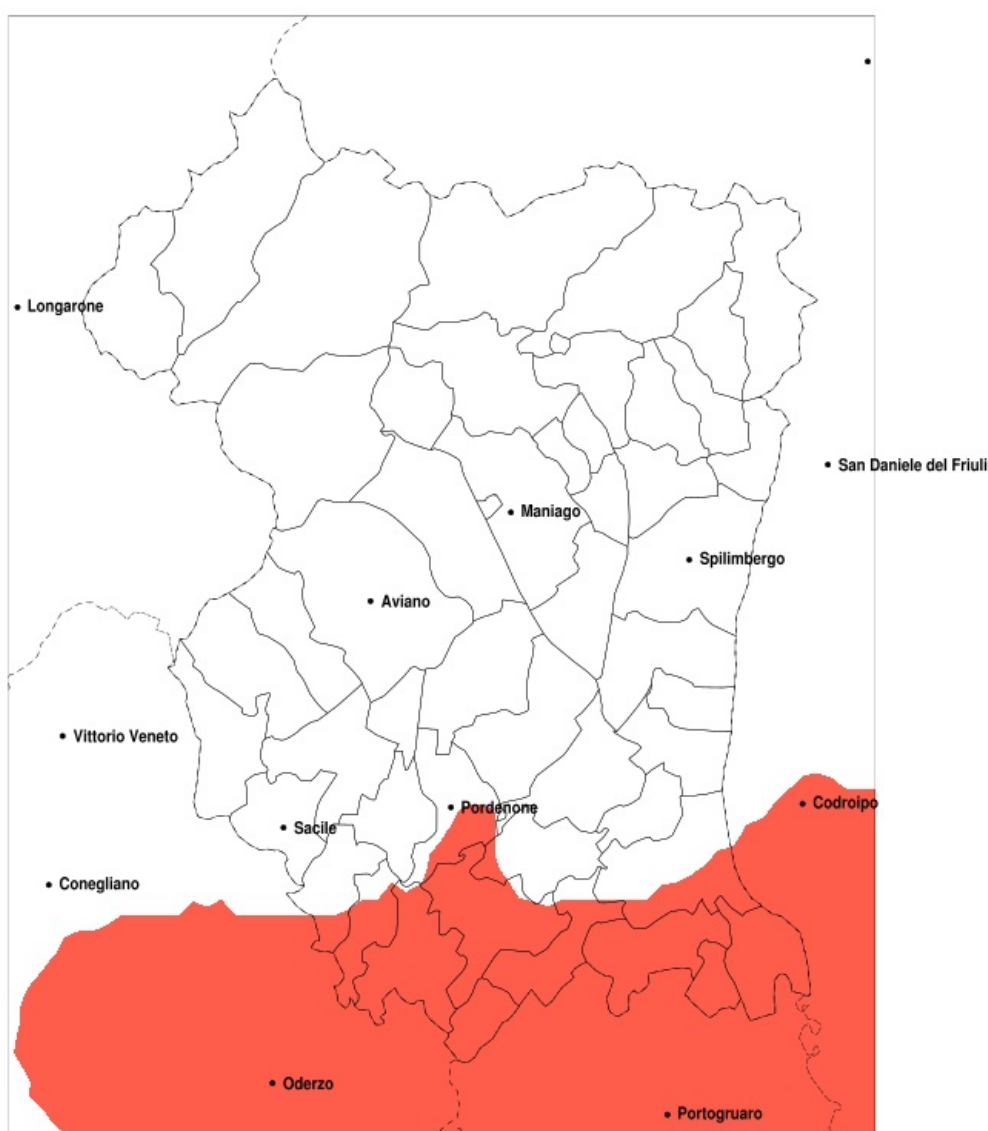 Longarone
San Daniele del Friuli
Maniago
Spilimbergo
Aviano
Vittorio Veneto
Codroipo
Pordenone
Sacile
Conegliano
Oderzo
Portogruaro